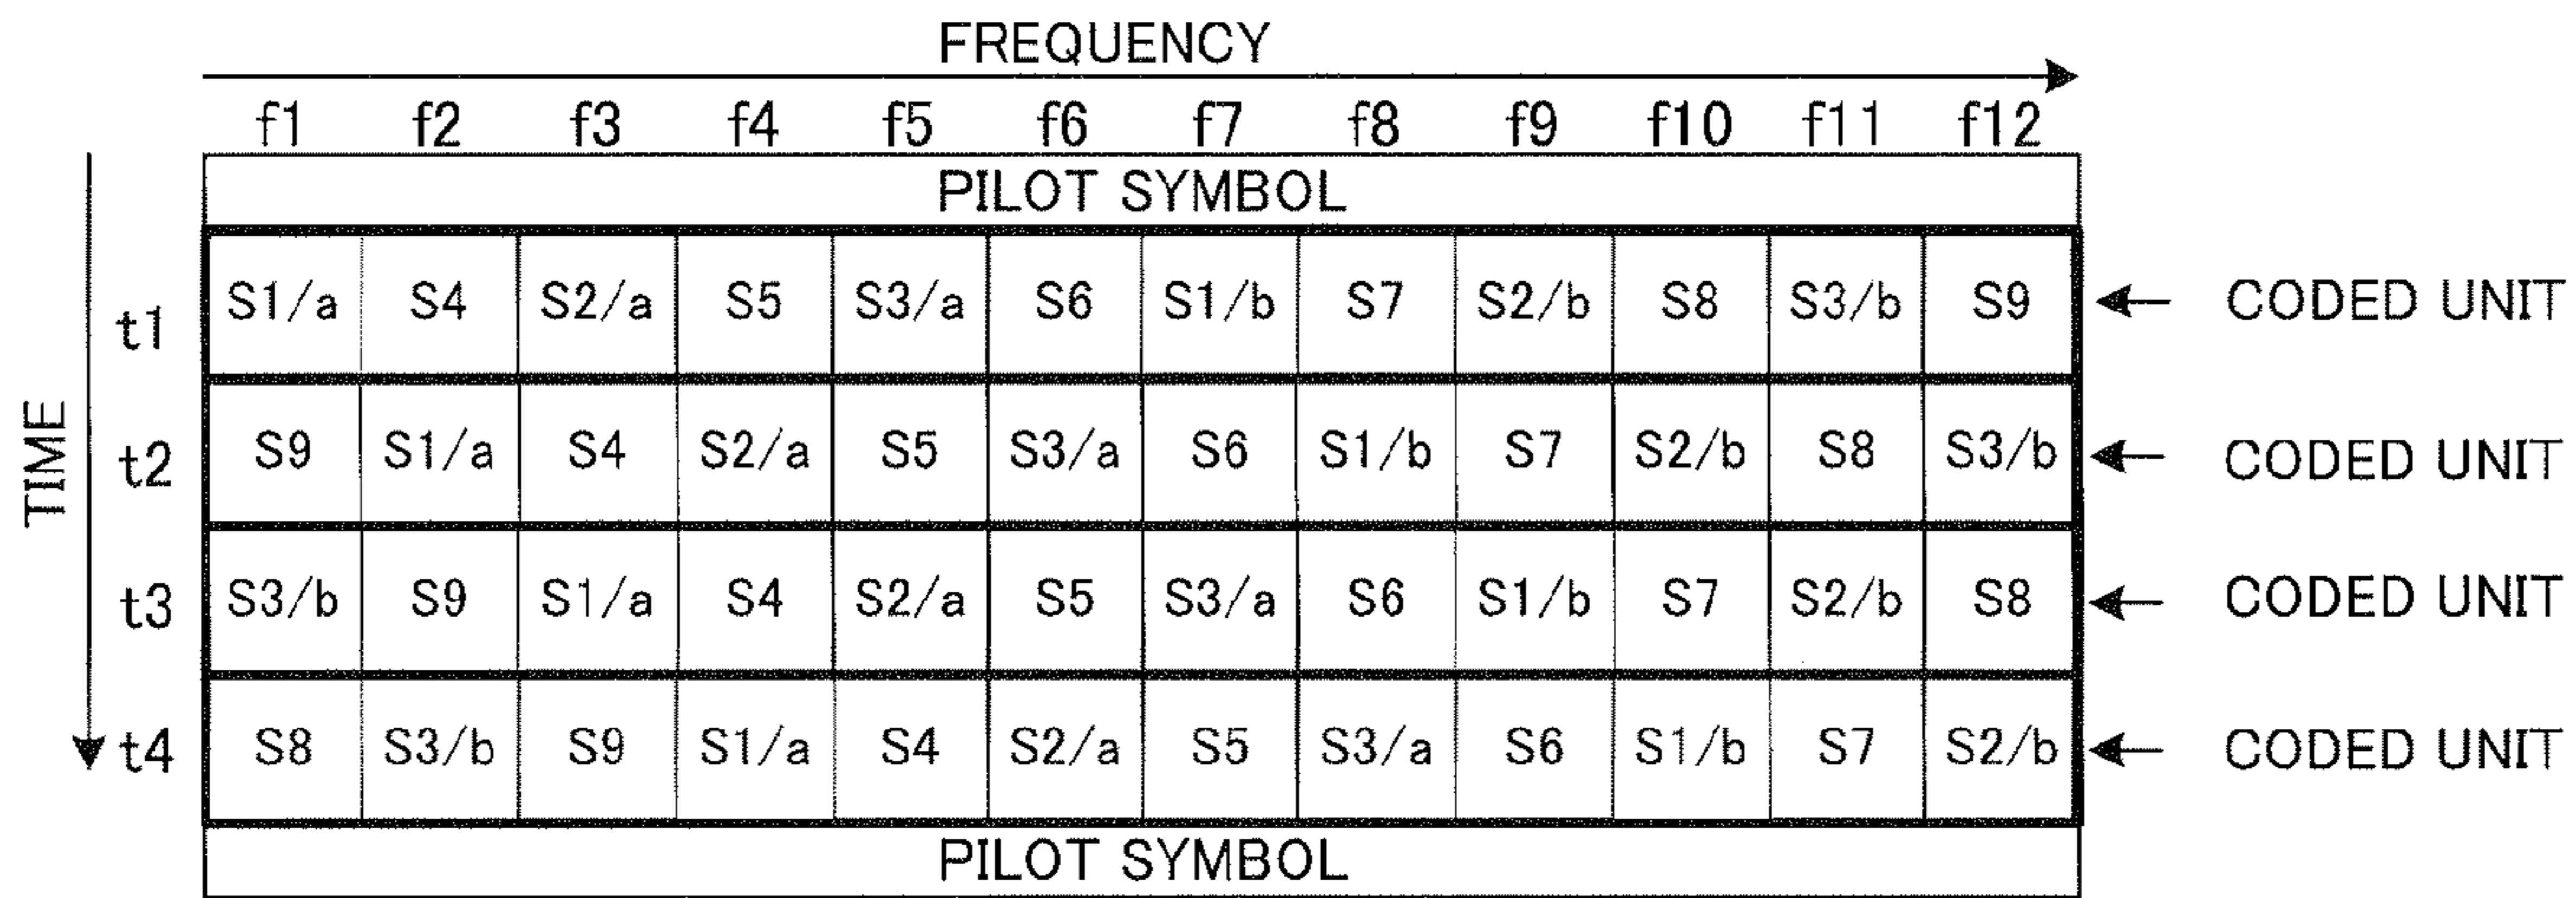 FREQUENCY
f1 f2 f3 f4 f5 f6 f7 f8 f9 f10 f11 f12
PILOT SYMBOL
TIME
t1 S1/a S4 S2/a S5 S3/a S6 S1/b S7 S2/b S8 S3/b S9 CODED UNIT
t2 S9 S1/a S4 S2/a S5 S3/a S6 S1/b S7 S2/b S8 S3/b CODED UNIT
t3 S3/b S9 S1/a S4 S2/a S5 S3/a S6 S1/b S7 S2/b S8 CODED UNIT
t4 S8 S3/b S9 S1/a S4 S2/a S5 S3/a S6 S1/b S7 S2/b CODED UNIT
PILOT SYMBOL